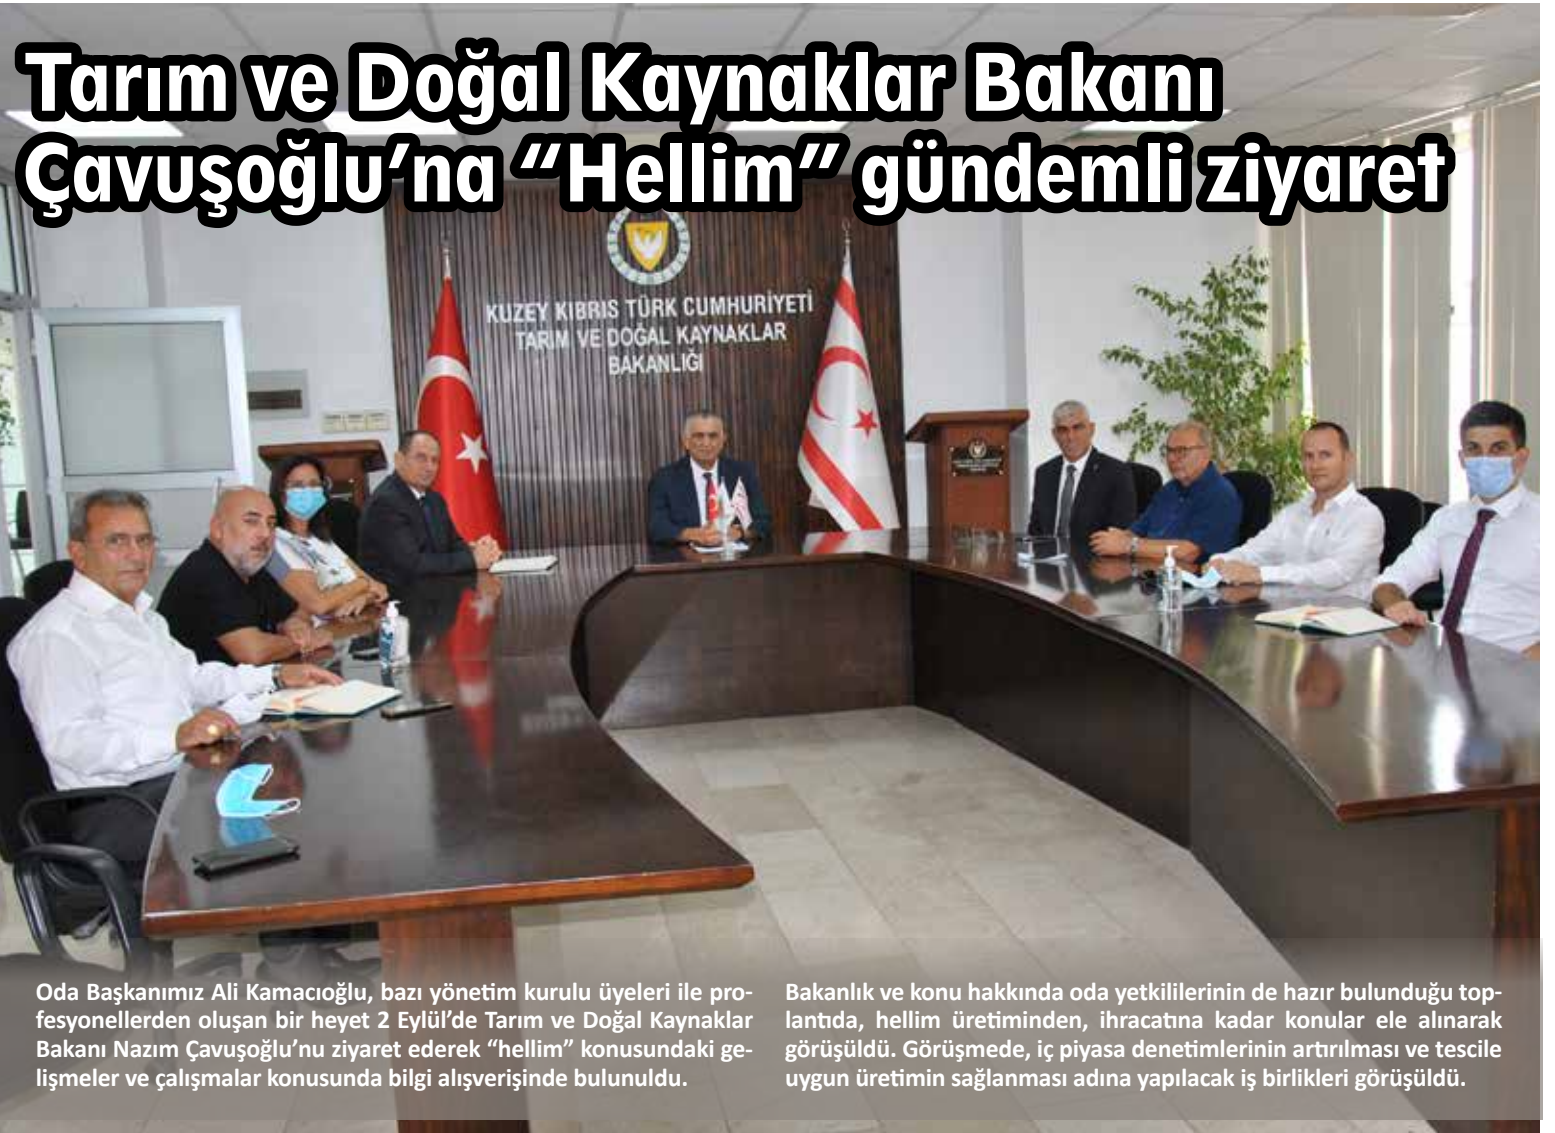 Tarım ve Doğal Kaynaklar Bakanı
Çavuşoğlu’na “Hellim” gündemli ziyaret
KUZEY KIBRIS TÜRK CUMHURİYETİ
TARIM VE DOĞAL KAYNAKLAR
BAKANLIĞI
Oda Başkanımız Ali Kamacıoğlu, bazı yönetim kurulu üyeleri ile pro-
fesyonellerden oluşan bir heyet 2 Eylül’de Tarım ve Doğal Kaynaklar
Bakanı Nazım Çavuşoğlu’nu ziyaret ederek “hellim” konusundaki ge-
lişmeler ve çalışmalar konusunda bilgi alışverişinde bulunuldu.
Bakanlık ve konu hakkında oda yetkililerinin de hazır bulunduğu top-
lantıda, hellim üretiminden, ihracatına kadar konular ele alınarak
görüşüldü. Görüşmede, iç piyasa denetimlerinin artırılması ve tescile
uygun üretimin sağlanması adına yapılacak iş birlikleri görüşüldü.